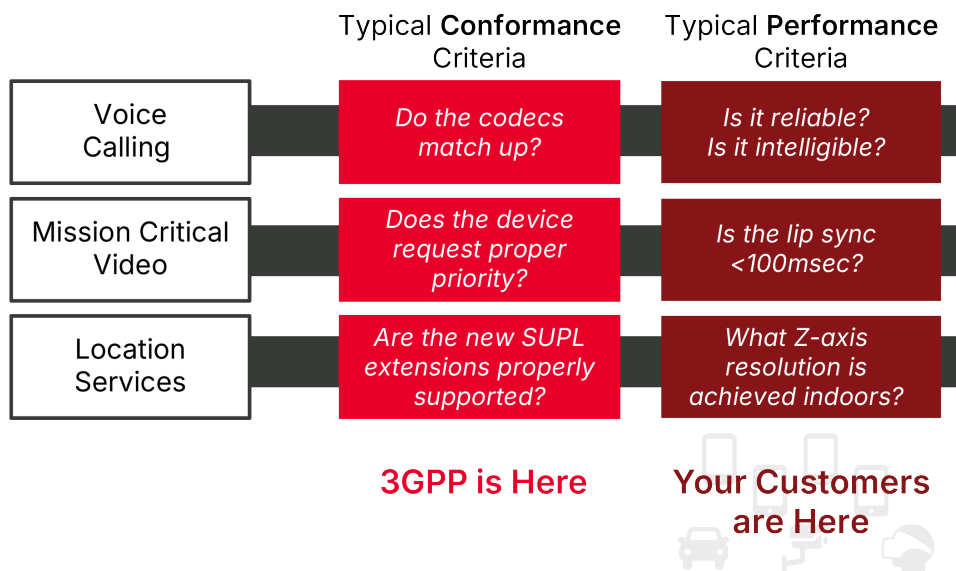 Typical Conformance
Criteria
Typical Performance
Criteria
Voice
Calling
Do the codecs
match up?
Is it reliable?
Is it intelligible?
Mission Critical
Video
Does the device
request proper
priority?
Is the lip sync
<100msec?
Location
Services
Are the new SUPL
extensions properly
supported?
What Z-axis
resolution is
achieved indoors?
3GPP is Here
Your Customers
are Here